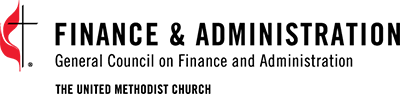 FINANCE & ADMINISTRATION
General Council on Finance and Administration
®
THE UNITED METHODIST CHURCH